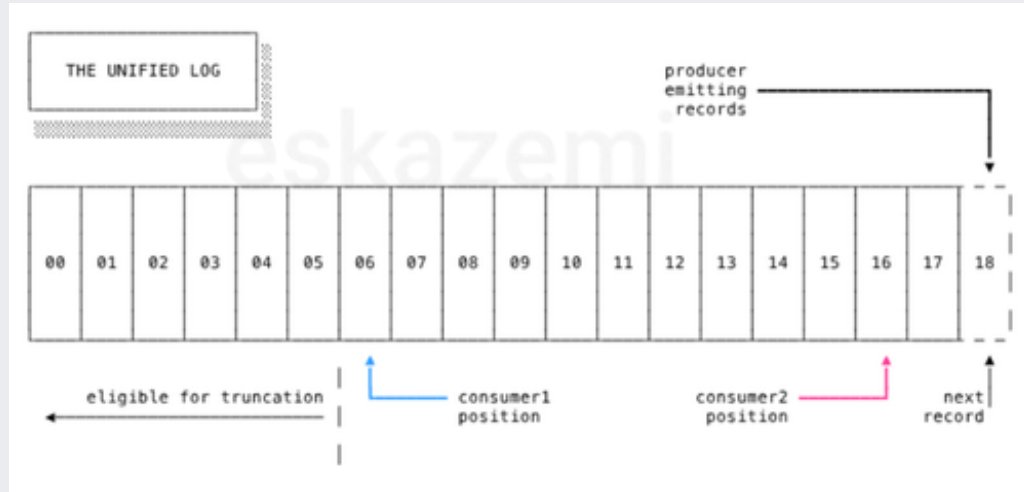 THE UNIFIED LOG
producer
emitting
records
eskazemi
00 01 02 03 04 05 06 07 08 09 10 11 12 13 14 15 16 17 18
eligible for truncation
consumer1
position
consumer2
position
next
record